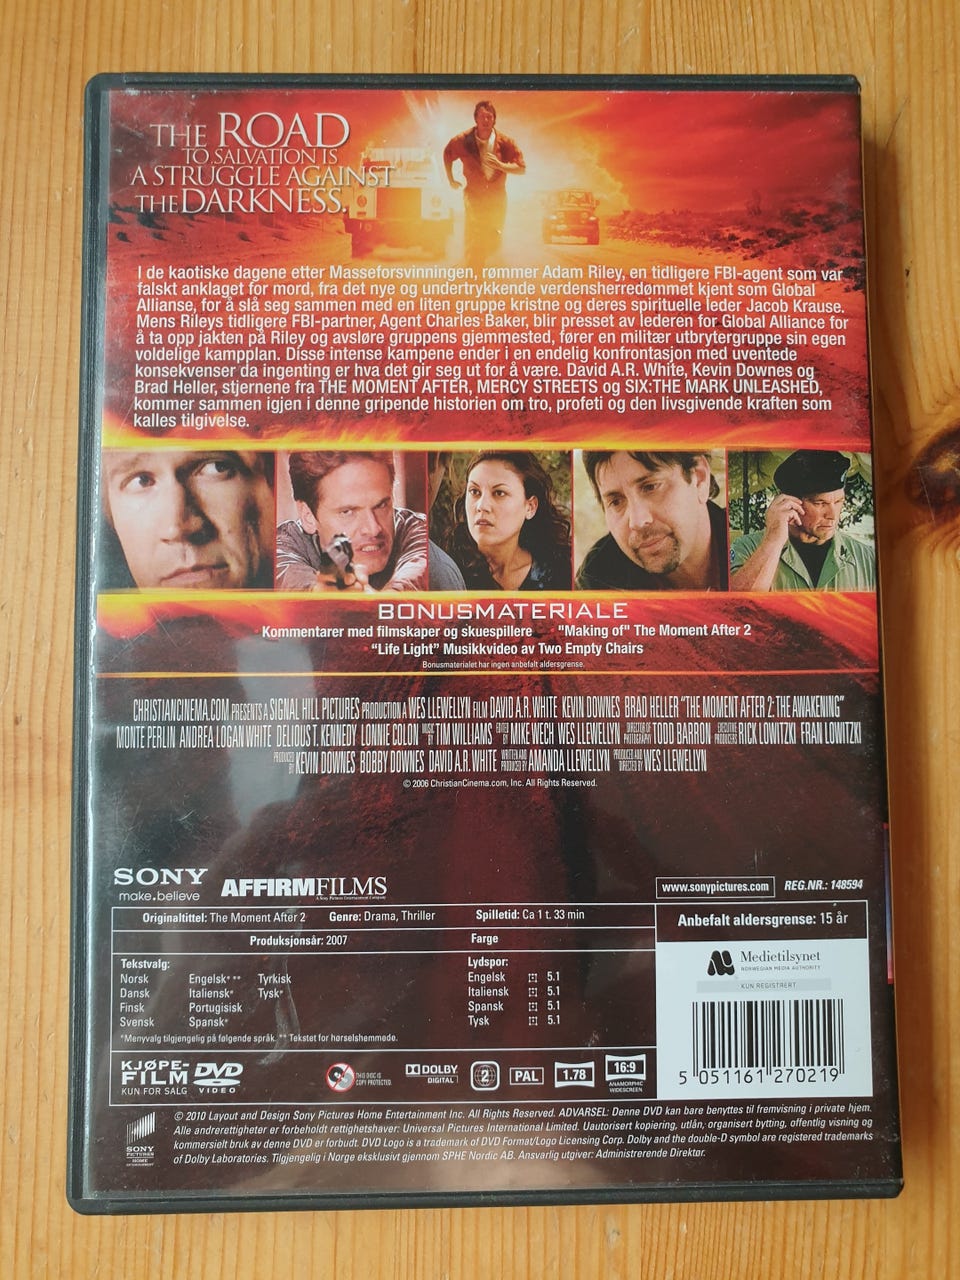 THE ROAD
TO SALVATION IS
A STRUGGLE AGAINST
THE DARKNESS.
I de kaotiske dagene etter Masseforsvinningen, rømmer Adam Riley, en tidligere FBI-agent som var
falskt anklaget for mord, fra det nye og undertrykkende verdensherredømmet kjent som Global
Allianse, for å slå seg sammen med en liten gruppe kristne og deres spirituelle leder Jacob Krause.
Mens Rileys tidligere FBI-partner, Agent Charles Baker, blir presset av lederen for Global Alliance for
å ta opp jakten på Riley og avsløre gruppens gjemmested, fører en militær utbrytergruppe sin egen
voldelige kampplan. Disse intense kampene ender i en endelig konfrontasjon med uventede
konsekvenser da ingenting er hva det gir seg ut for å være. David A.R. White, Kevin Downes og
Brad Heller, stjernene fra THE MOMENT AFTER, MERCY STREETS og SIX:THE MARK UNLEASHED,
kommer sammen igjen i denne gripende historien om tro, profeti og den livsgivende kraften som
kalles tilgivelse.
BONUSMATERIALE
Kommentarer med filmskaper og skuespillere "Making of" The Moment After 2
"Life Light" Musikkvideo av Two Empty Chairs
Bonusmaterialet har ingen anbefalt aldersgrense.
CHRISTIANCINEMA.COM PRESENTS A SIGNAL HILL PICTURES PRODUCTION A WES LLEWELLYN FILM DAVID A.R. WHITE KEVIN DOWNES BRAD HELLER "THE MOMENT AFTER 2: THE AWAKENING"
MONTE PERLIN ANDREA LOGAN WHITE DELIOUS T. KENNEDY LONNIE COLON MUSIC BY TIM WILLIAMS EDITED BY MIKE WECH WES LLEWELLYN DIRECTOR OF PHOTOGRAPHY TODD BARRON EXECUTIVE PRODUCERS RICK LOWITZKI FRAN LOWITZKI
PRODUCED BY KEVIN DOWNES BOBBY DOWNES DAVID A.R. WHITE WRITTEN AND PRODUCED BY AMANDA LLEWELLYN PRODUCED AND DIRECTED BY WES LLEWELLYN
© 2006 ChristianCinema.com, Inc. All Rights Reserved.
SONY
make.believe
AFFIRMFILMS
A Sony Pictures Entertainment Company
www.sonypictures.com
REG.NR.: 148594
Originaltittel: The Moment After 2 Genre: Drama, Thriller Spilletid: Ca 1 t. 33 min
Anbefalt aldersgrense: 15 år
Produksjonsår: 2007 Farge
Tekstvalg:
Norsk Engelsk* ** Tyrkisk
Dansk Italiensk* Tysk*
Finsk Portugisisk
Svensk Spansk*
*Menyvalg tilgjengelig på følgende språk. ** Tekstet for hørselshemmede.
Lydspor:
Engelsk 5.1
Italiensk 5.1
Spansk 5.1
Tysk 5.1
Medietilsynet
NORWEGIAN MEDIA AUTHORITY
KUN REGISTRERT
5 051161 270219
KJØPE-
FILM
KUN FOR SALG
DVD
VIDEO
THIS DISC IS
COPY PROTECTED.
DOLBY
DIGITAL
2
PAL
1.78
16:9
ANAMORPHIC
WIDESCREEN
SONY
PICTURES
HOME
ENTERTAINMENT
© 2010 Layout and Design Sony Pictures Home Entertainment Inc. All Rights Reserved. ADVARSEL: Denne DVD kan bare benyttes til fremvisning i private hjem.
Alle andrerettigheter er forbeholdt rettighetshaver: Universal Pictures International Limited. Uautorisert kopiering, utlån, organisert bytting, offentlig visning og
kommersielt bruk av denne DVD er forbudt. DVD Logo is a trademark of DVD Format/Logo Licensing Corp. Dolby and the double-D symbol are registered trademarks
of Dolby Laboratories. Tilgjengelig i Norge eksklusivt gjennom SPHE Nordic AB. Ansvarlig utgiver: Administrerende Direktør.